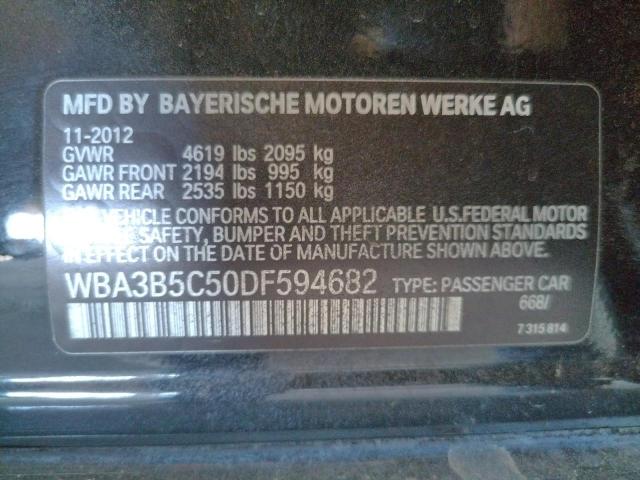 MFD BY BAYERISCHE MOTOREN WERKE AG
11-2012
GVWR 4619 lbs 2095 kg
GAWR FRONT 2194 lbs 995 kg
GAWR REAR 2535 lbs 1150 kg
VEHICLE CONFORMS TO ALL APPLICABLE U.S.FEDERAL MOTOR
SAFETY, BUMPER AND THEFT PREVENTION STANDARDS
IN EFFECT ON THE DATE OF MANUFACTURE SHOWN ABOVE.
WBA3B5C50DF594682 TYPE: PASSENGER CAR
668/
7 315 814